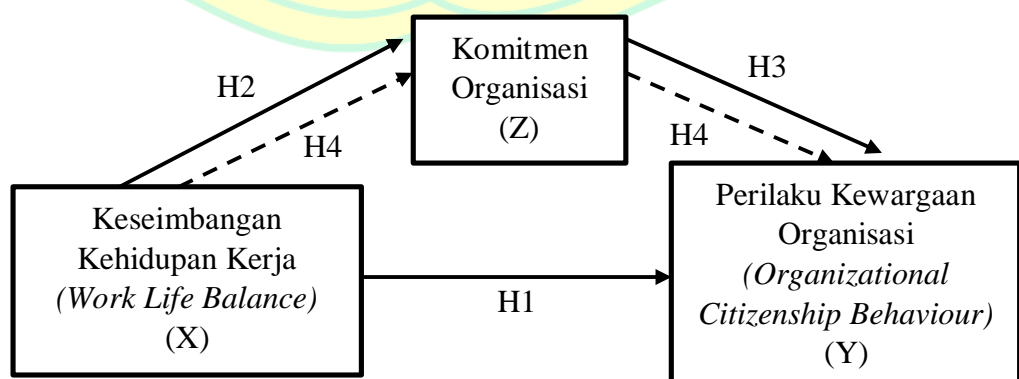 Komitmen
Organisasi
(Z)
H2
H4
H3
H4
Keseimbangan
Kehidupan Kerja
(Work Life Balance)
(X)
H1
Perilaku Kewargaan
Organisasi
(Organizational
Citizenship Behaviour)
(Y)